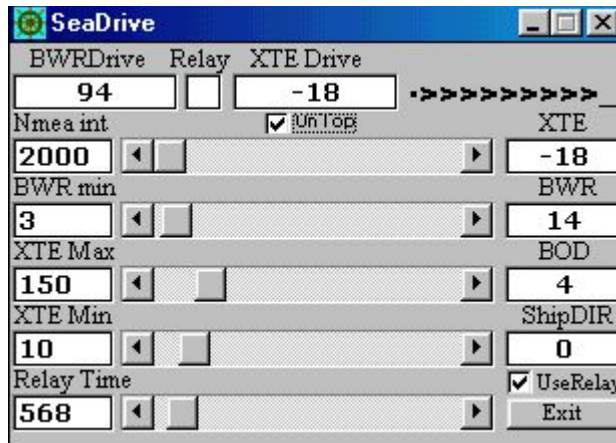 SeaDrive
BWRDrive Relay XTE Drive
94 -18 ->>>>>>>>>_
Nmea int UnTop XTE
2000 -18
BWR min BWR
3 14
XTE Max BOD
150 4
XTE Min ShipDIR
10 0
Relay Time UseRelay
568 Exit